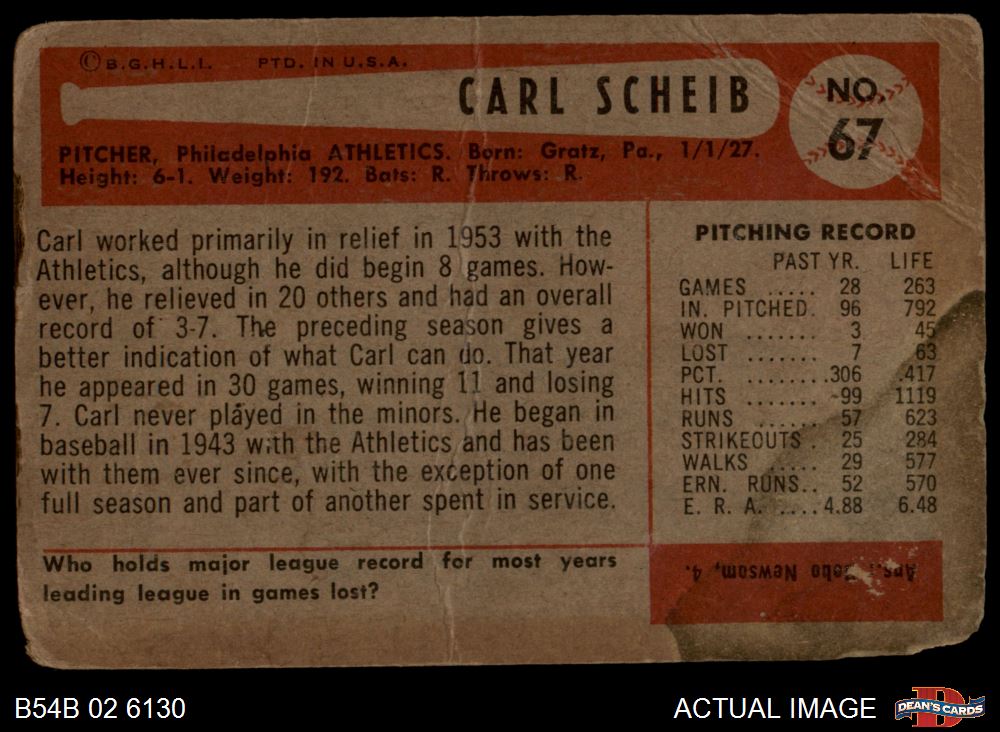 © B.G.H.L.I. PTD. IN U.S.A.
CARL SCHEIB
NO.
67
PITCHER, Philadelphia ATHLETICS. Born: Gratz, Pa., 1/1/27.
Height: 6-1. Weight: 192. Bats: R. Throws: R.
Carl worked primarily in relief in 1953 with the
Athletics, although he did begin 8 games. How-
ever, he relieved in 20 others and had an overall
record of 3-7. The preceding season gives a
better indication of what Carl can do. That year
he appeared in 30 games, winning 11 and losing
7. Carl never played in the minors. He began in
baseball in 1943 with the Athletics and has been
with them ever since, with the exception of one
full season and part of another spent in service.
PITCHING RECORD
PAST YR. LIFE
GAMES ..... 28 263
IN. PITCHED. 96 792
WON ....... 3 45
LOST ....... 7 63
PCT. ........306 .417
HITS ....... 99 1119
RUNS ...... 57 623
STRIKEOUTS . 25 284
WALKS ..... 29 577
ERN. RUNS.. 52 570
E. R. A. ....4.88 6.48
Who holds major league record for most years
leading league in games lost?
Ans.: Bobo Newsom, 4.
B54B 02 6130
ACTUAL IMAGE
D
DEAN'S CARDS